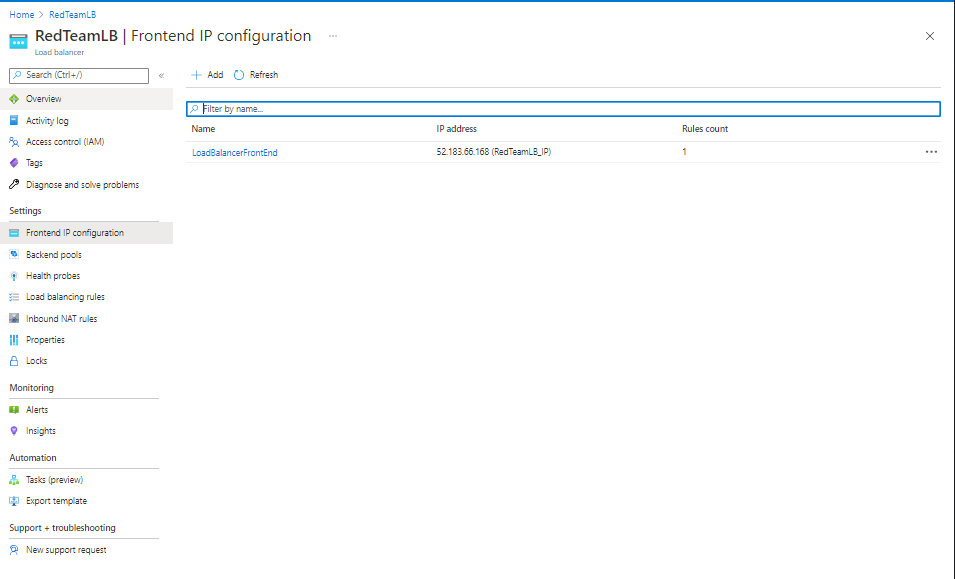 Home > RedTeamLB
RedTeamLB | Frontend IP configuration ...
Load balancer
Search (Ctrl+/) «
+ Add Refresh
Overview
Activity log
Access control (IAM)
Tags
Diagnose and solve problems
Settings
Frontend IP configuration
Backend pools
Health probes
Load balancing rules
Inbound NAT rules
Properties
Locks
Monitoring
Alerts
Insights
Automation
Tasks (preview)
Export template
Support + troubleshooting
New support request
Filter by name...
Name IP address Rules count
LoadBalancerFrontEnd 52.183.66.168 (RedTeamLB_IP) 1 ...